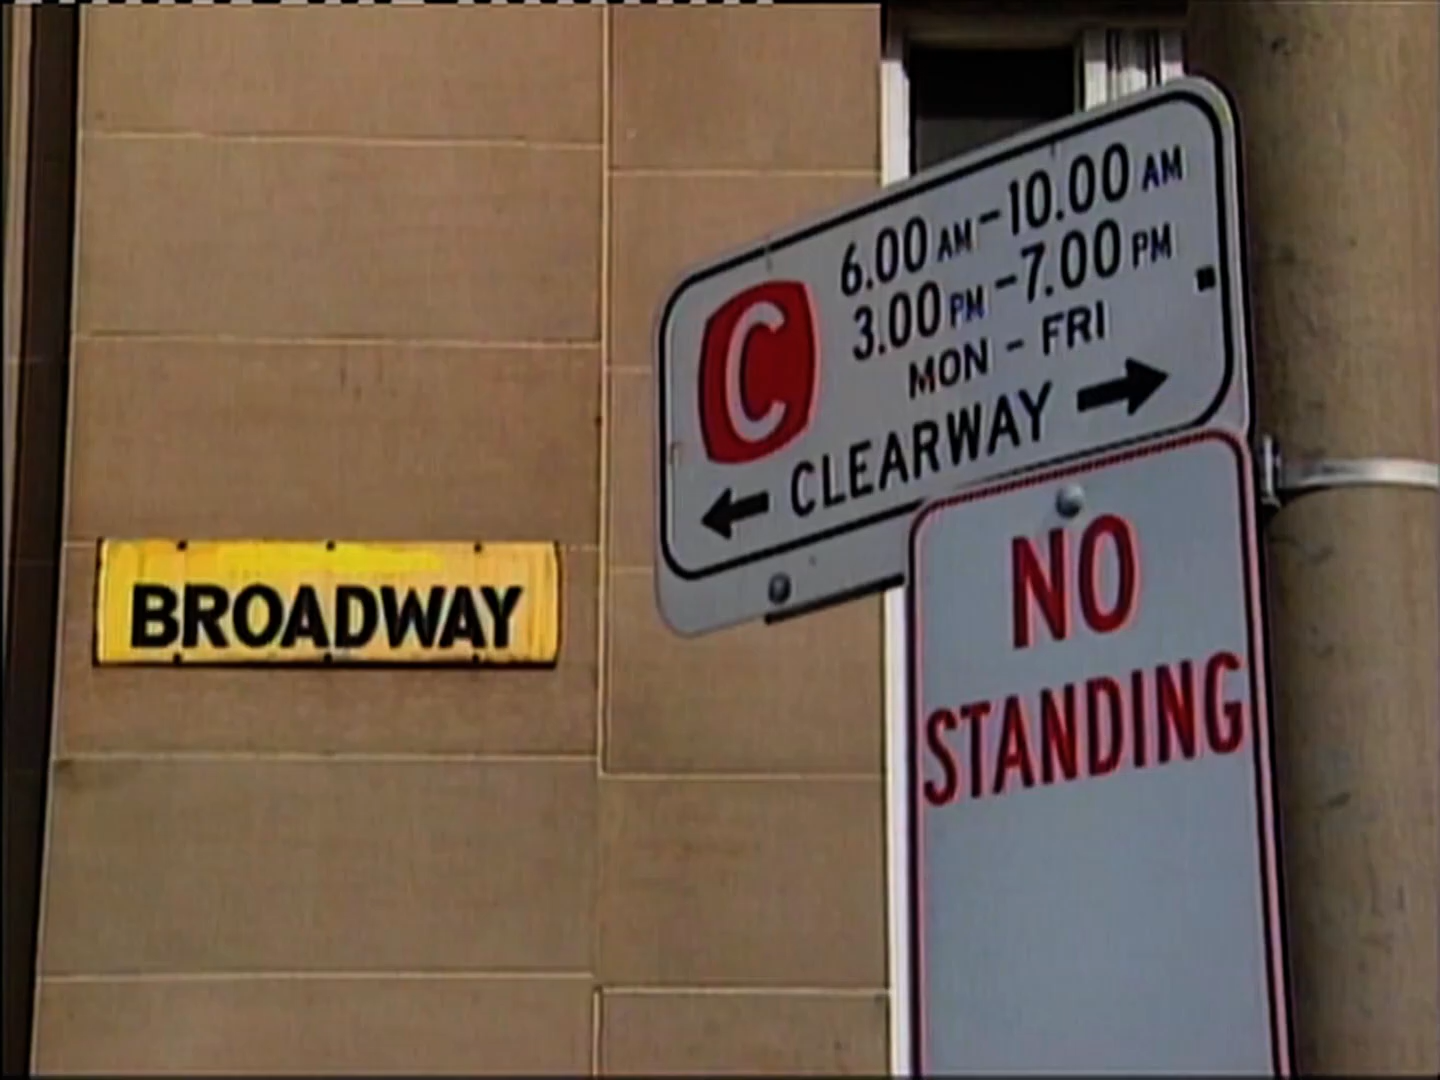 BROADWAY
C
6.00 AM - 10.00 AM
3.00 PM - 7.00 PM
MON - FRI
← CLEARWAY →
NO
STANDING